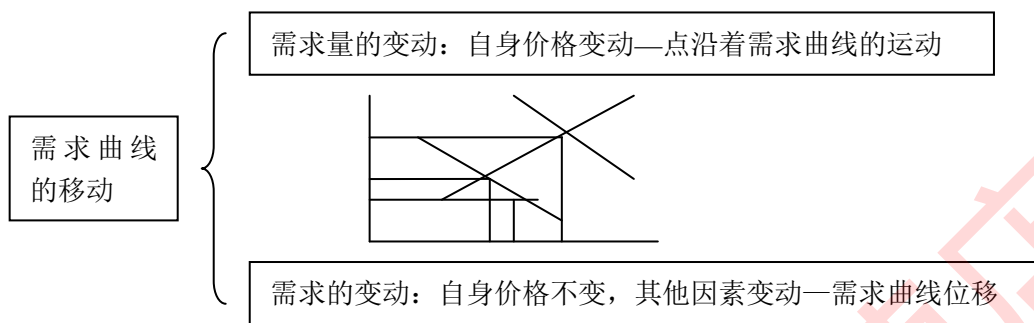 需求量的变动：自身价格变动—点沿着需求曲线的运动
需求曲线
的移动
需求的变动：自身价格不变，其他因素变动—需求曲线位移